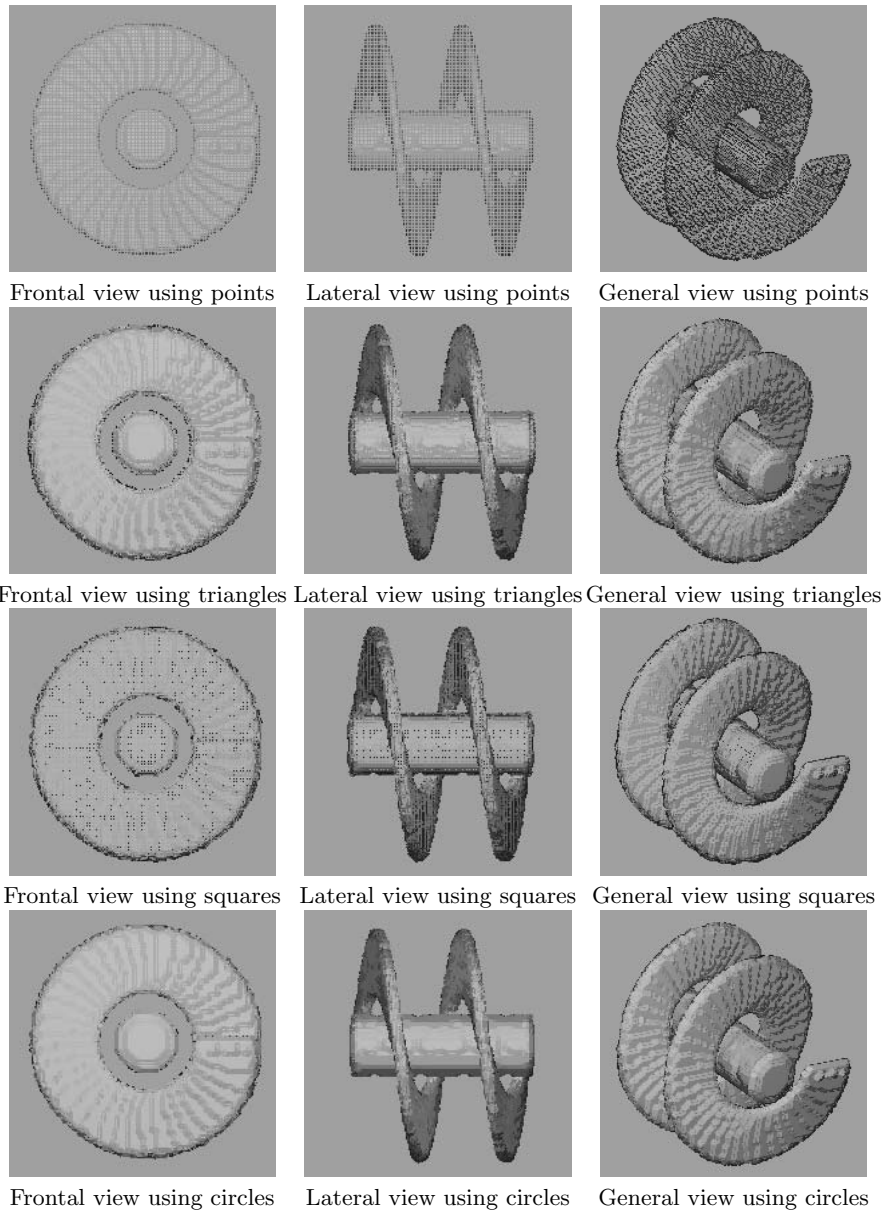 Frontal view using points Lateral view using points General view using points
Frontal view using triangles Lateral view using triangles General view using triangles
Frontal view using squares Lateral view using squares General view using squares
Frontal view using circles Lateral view using circles General view using circles